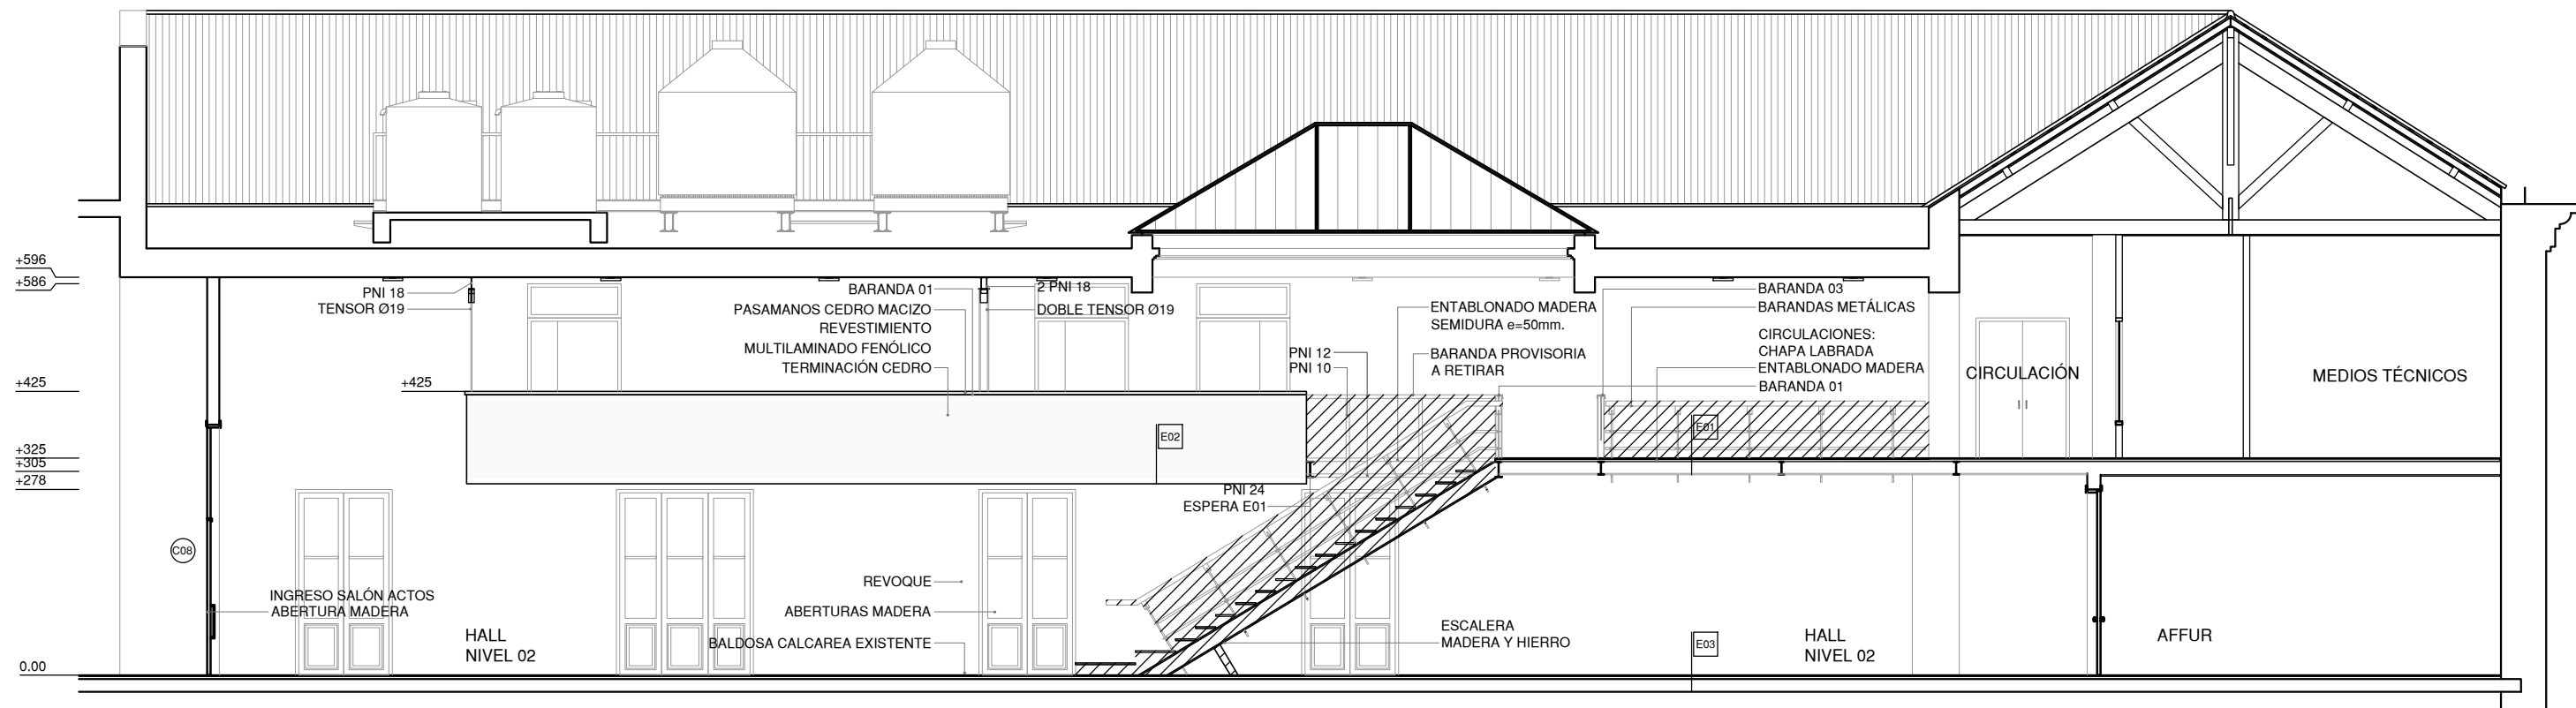 +596
+586
+425
+325
+305
+278
0.00
C08
INGRESO SALÓN ACTOS
ABERTURA MADERA
PNI 18
TENSOR Ø19
+425
HALL
NIVEL 02
BARANDA 01
PASAMANOS CEDRO MACIZO
REVESTIMIENTO
MULTILAMINADO FENÓLICO
TERMINACIÓN CEDRO
2 PNI 18
DOBLE TENSOR Ø19
E02
REVOQUE
ABERTURAS MADERA
BALDOSA CALCAREA EXISTENTE
PNI 12
PNI 10
PNI 24
ESPERA E01
ENTABLONADO MADERA
SEMIDURA e=50mm.
BARANDA PROVISORIA
A RETIRAR
ESCALERA
MADERA Y HIERRO
BARANDA 03
BARANDAS METÁLICAS
CIRCULACIONES:
CHAPA LABRADA
ENTABLONADO MADERA
BARANDA 01
E01
E03
HALL
NIVEL 02
CIRCULACIÓN
MEDIOS TÉCNICOS
AFFUR